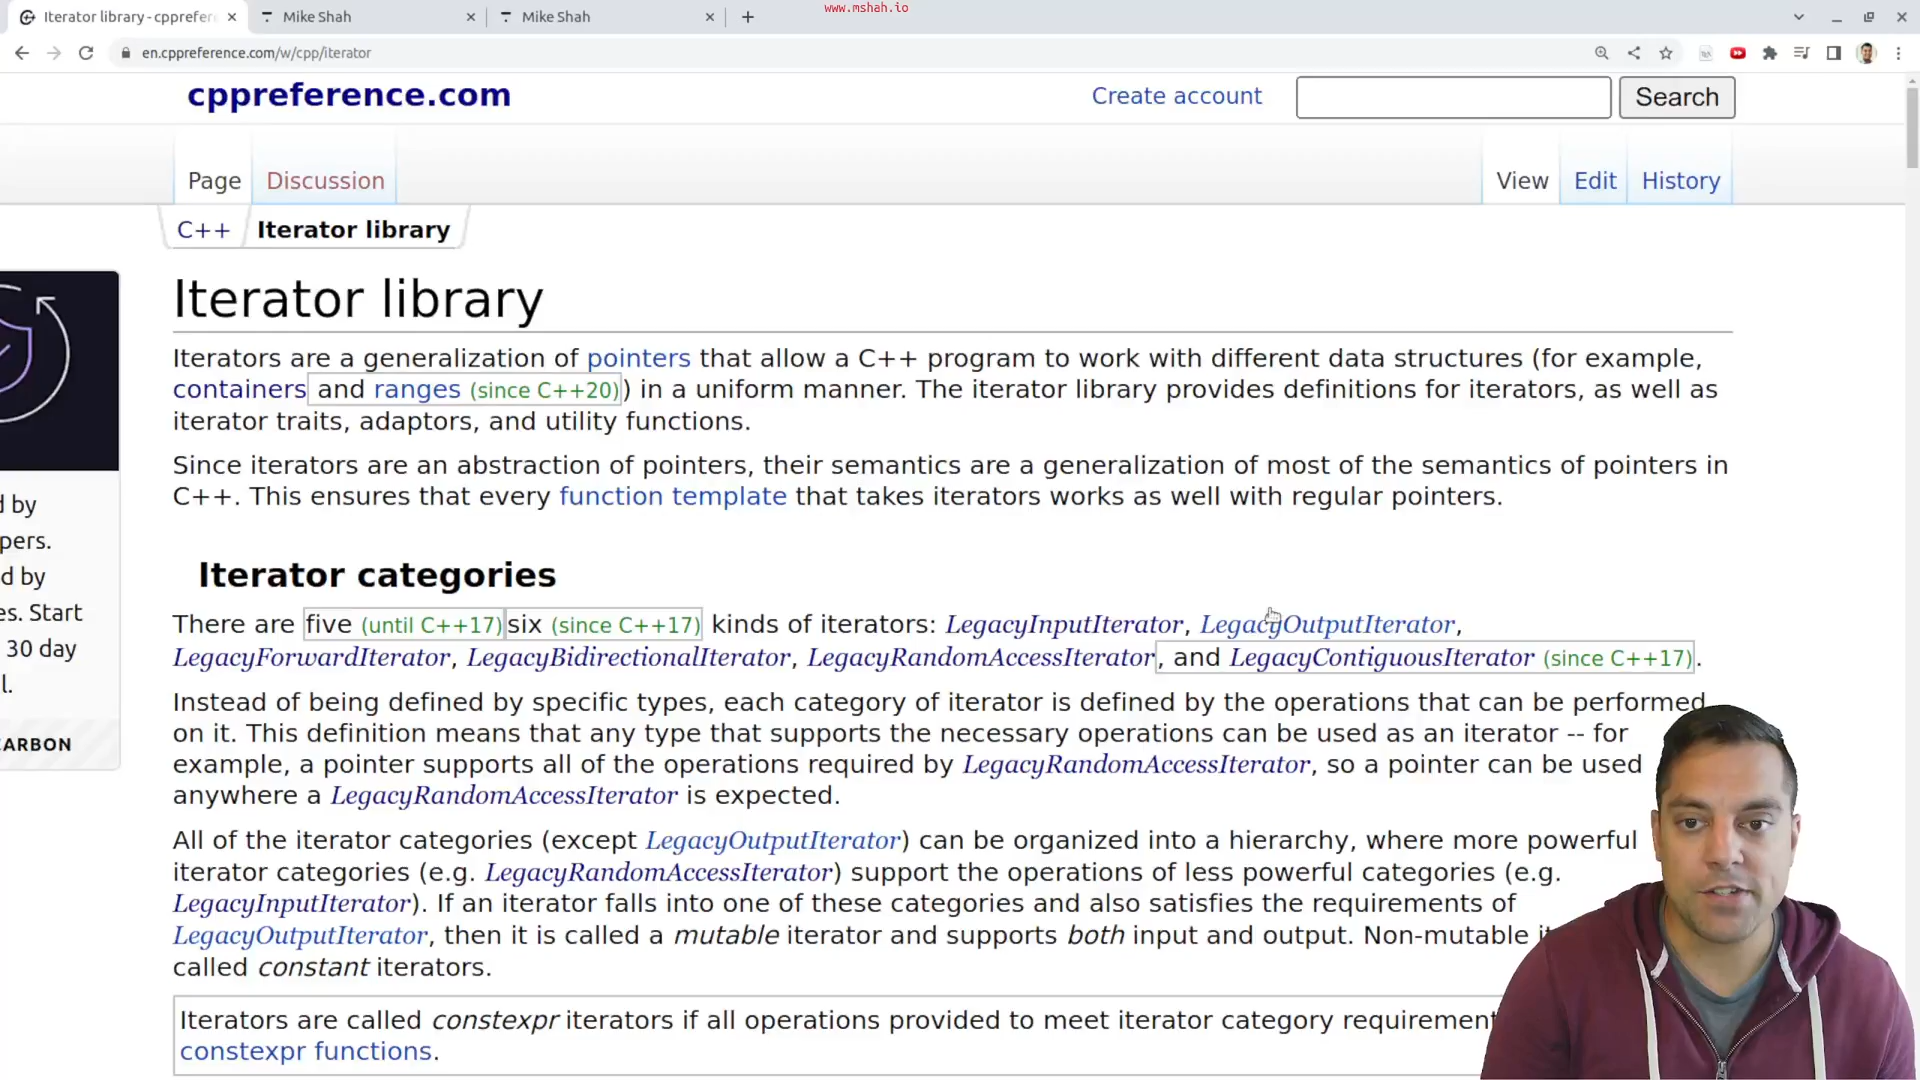 www.mshah.io
Iterator library - cpprefere
Mike Shah
Mike Shah
en.cppreference.com/w/cpp/iterator
cppreference.com
Create account
Search
Page
Discussion
View
Edit
History
C++
Iterator library
Iterator library
Iterators are a generalization of pointers that allow a C++ program to work with different data structures (for example,
containers and ranges (since C++20)) in a uniform manner. The iterator library provides definitions for iterators, as well as
iterator traits, adaptors, and utility functions.
Since iterators are an abstraction of pointers, their semantics are a generalization of most of the semantics of pointers in
C++. This ensures that every function template that takes iterators works as well with regular pointers.
Iterator categories
There are five (until C++17) six (since C++17) kinds of iterators: LegacyInputIterator, LegacyOutputIterator,
LegacyForwardIterator, LegacyBidirectionalIterator, LegacyRandomAccessIterator, and LegacyContiguousIterator (since C++17).
Instead of being defined by specific types, each category of iterator is defined by the operations that can be performed
on it. This definition means that any type that supports the necessary operations can be used as an iterator -- for
example, a pointer supports all of the operations required by LegacyRandomAccessIterator, so a pointer can be used
anywhere a LegacyRandomAccessIterator is expected.
All of the iterator categories (except LegacyOutputIterator) can be organized into a hierarchy, where more powerful
iterator categories (e.g. LegacyRandomAccessIterator) support the operations of less powerful categories (e.g.
LegacyInputIterator). If an iterator falls into one of these categories and also satisfies the requirements of
LegacyOutputIterator, then it is called a mutable iterator and supports both input and output. Non-mutable it
called constant iterators.
Iterators are called constexpr iterators if all operations provided to meet iterator category requirement
constexpr functions.
d by
pers.
d by
es. Start
30 day
l.
CARBON